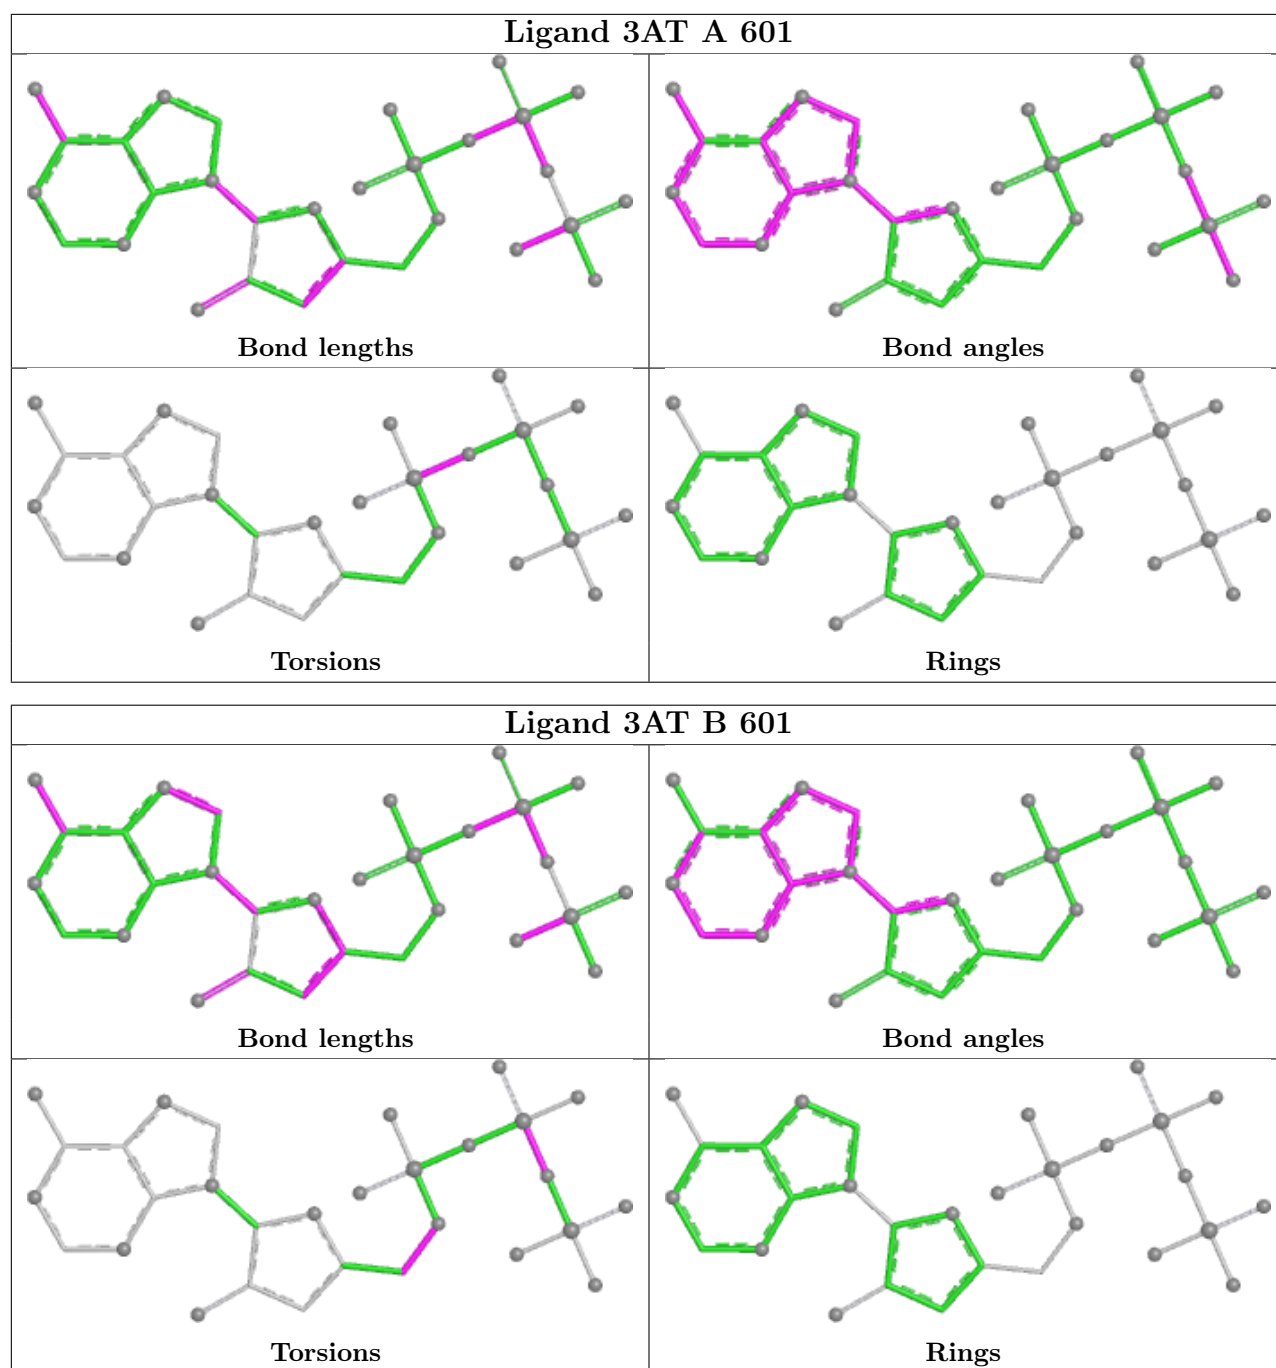 Ligand 3AT A 601
Bond lengths
Bond angles
Torsions
Rings
Ligand 3AT B 601
Bond lengths
Bond angles
Torsions
Rings